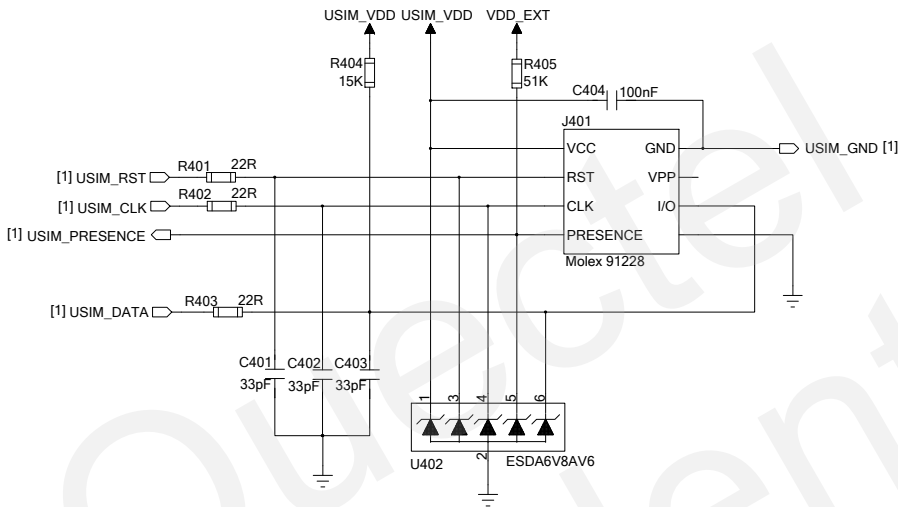 USIM_VDD USIM_VDD VDD_EXT
R404
15K
R405
51K
C404 100nF
J401
VCC GND
USIM_GND [1]
[1] USIM_RST R401 22R
RST VPP
[1] USIM_CLK R402 22R
CLK I/O
[1] USIM_PRESENCE
PRESENCE
Molex 91228
[1] USIM_DATA R403 22R
C401
33pF
C402
33pF
C403
33pF
1 3 4 5 6
2
U402 ESDA6V8AV6
Quectel